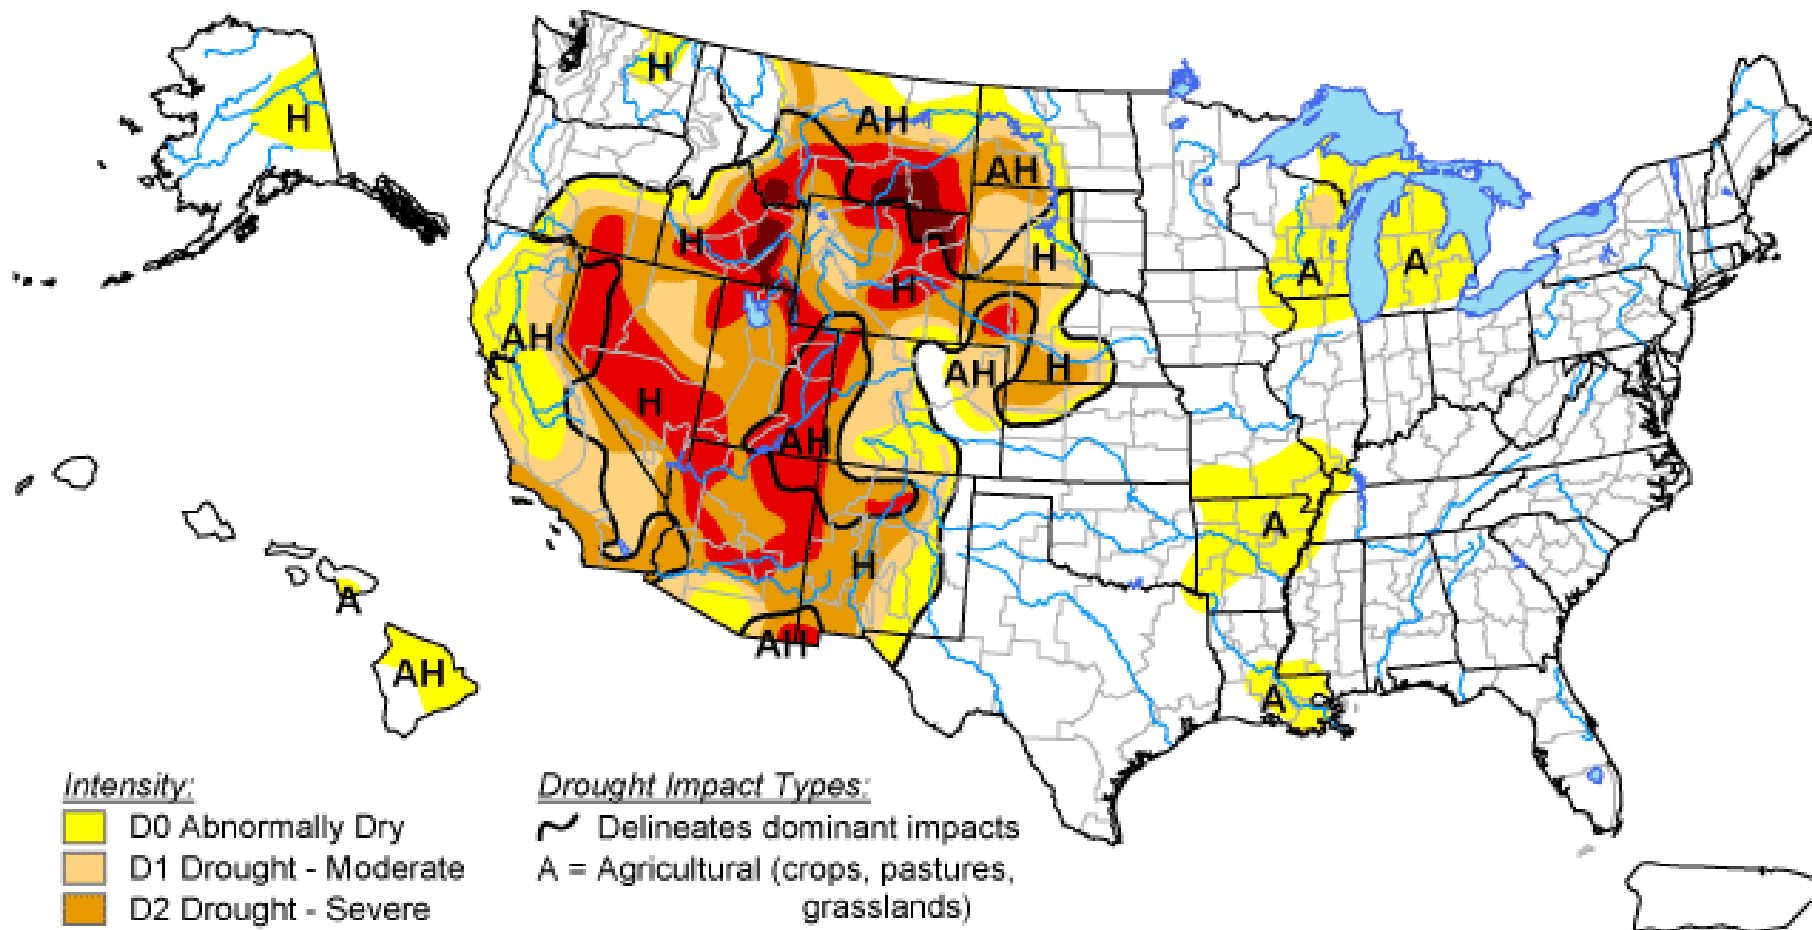 H
H
AH
AH
H
H
A
A
H
AH
AH
H
H
AH
A
H
A
AH
AH
A
Intensity:
D0 Abnormally Dry
D1 Drought - Moderate
D2 Drought - Severe
Drought Impact Types:
Delineates dominant impacts
A = Agricultural (crops, pastures,
grasslands)